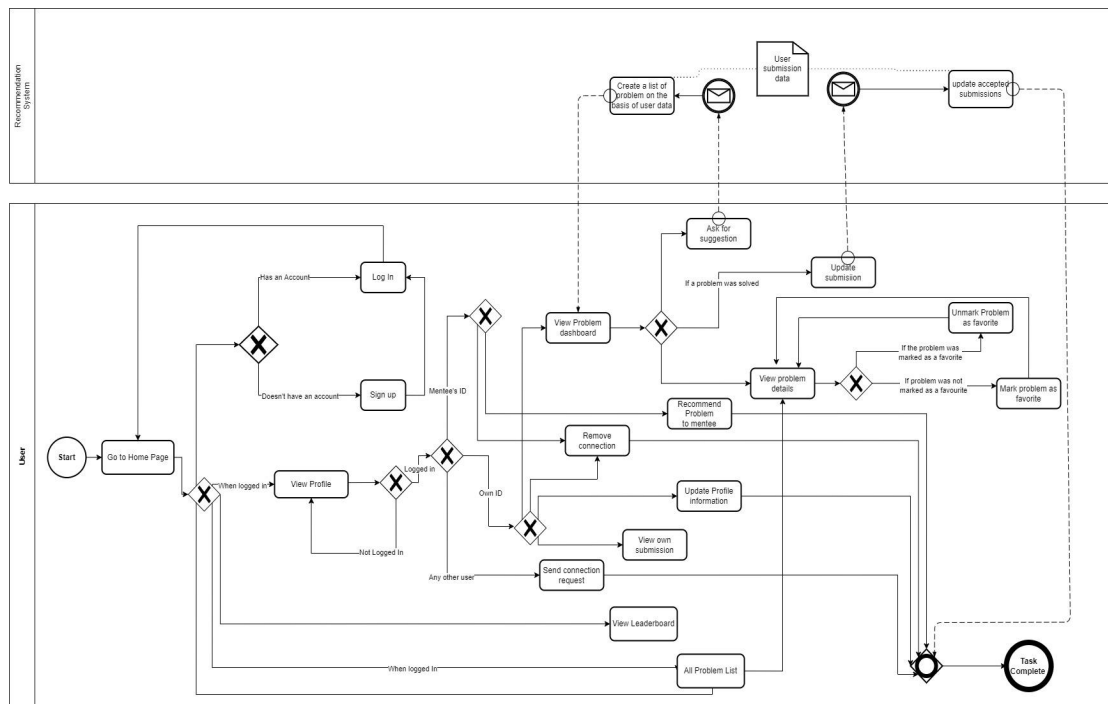 Recommendation
System
User
submission
data
Create a list of
problem on the
basis of user data
update accepted
submissions
User
Ask for
suggestion
Update
submisiion
Log In
Has an Account
If a problem was solved
View Problem
dashboard
Unmark Problem
as favorite
If the problem was
marked as a favorite
View problem
details
If problem was not
marked as a favourite
Mark problem as
favorite
Doesn't have an account
Sign up
Mentee's ID
Recommend
Problem
to mentee
Remove
connection
Start
Go to Home Page
When logged in
View Profile
Logged in
Own ID
Update Profile
information
View own
submission
Not Logged In
Any other user
Send connection
request
View Leaderboard
When logged In
All Problem List
Task
Complete